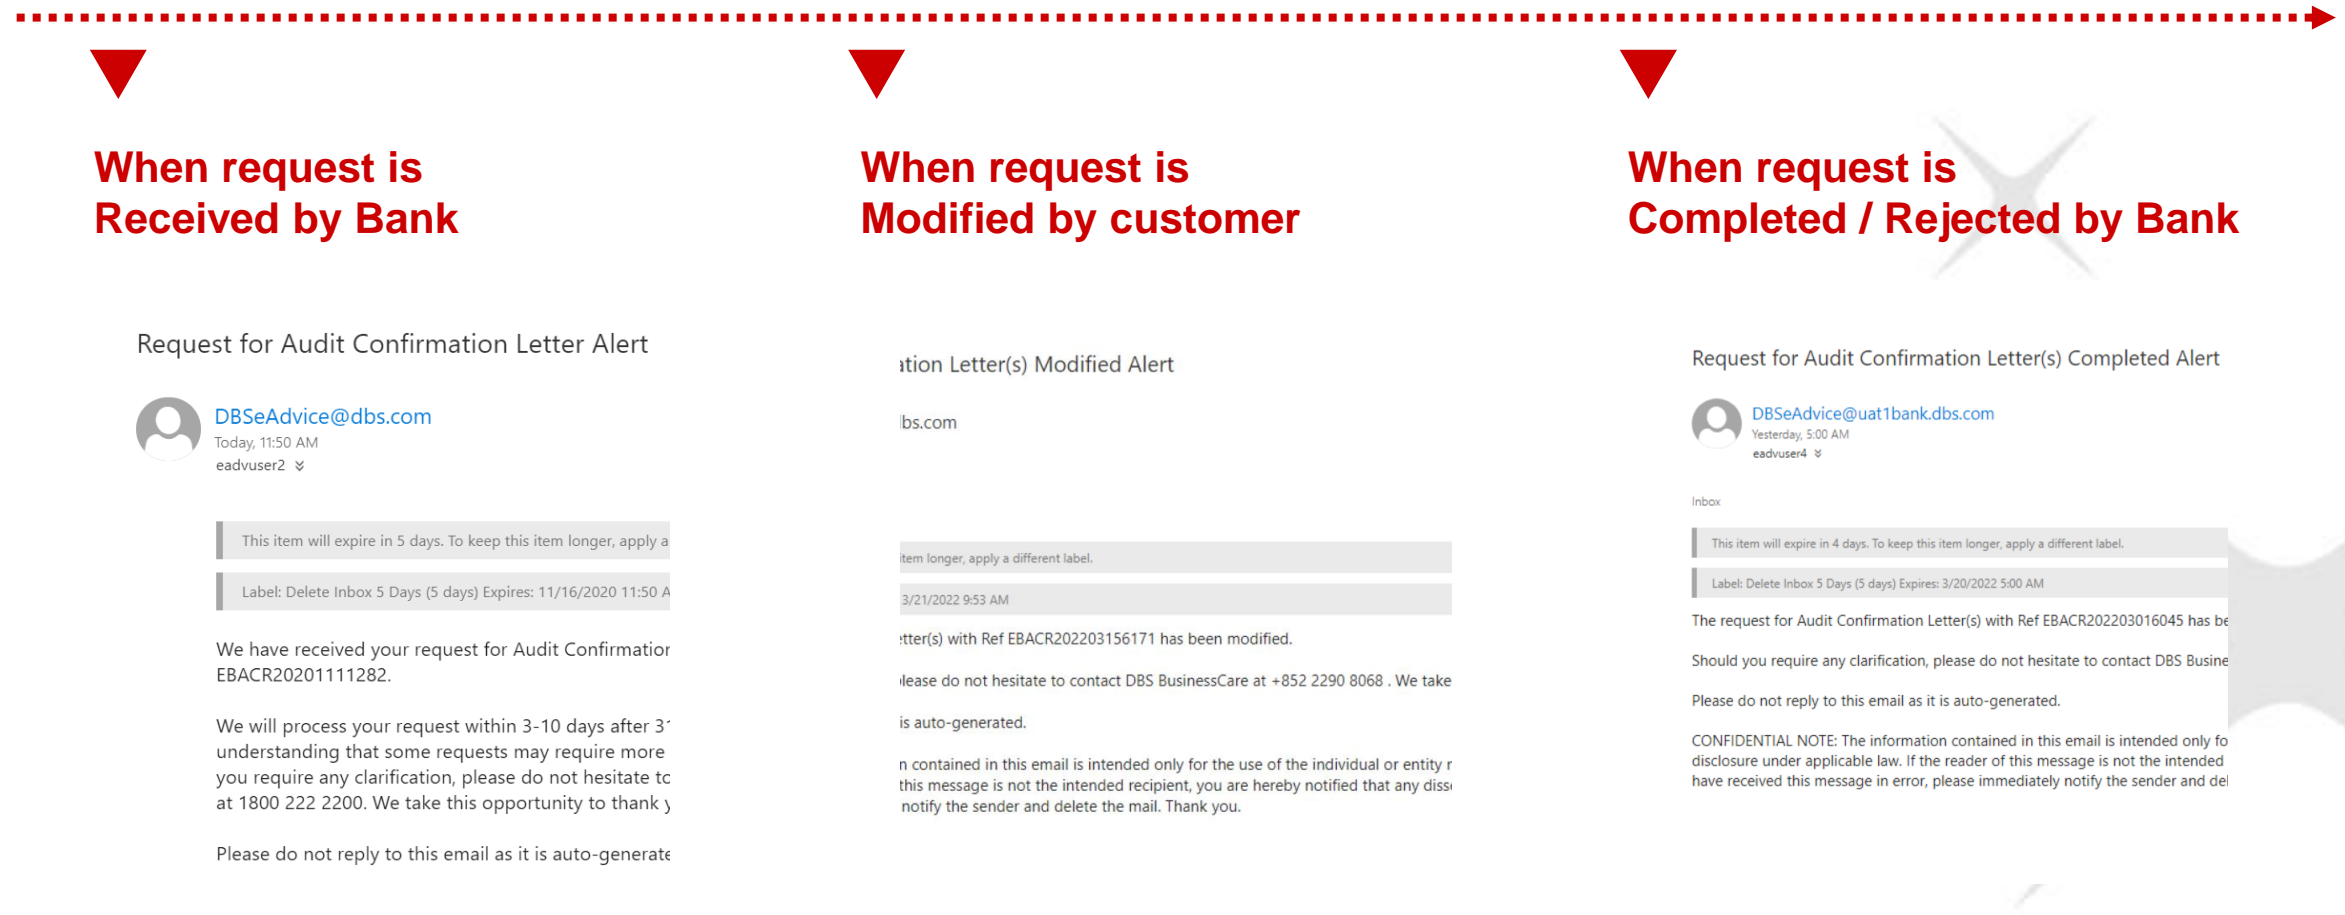 When request is
Received by Bank
Request for Audit Confirmation Letter Alert
DBSeAdvice@dbs.com
Today, 11:50 AM
eadvuser2
This item will expire in 5 days. To keep this item longer, apply a
Label: Delete Inbox 5 Days (5 days) Expires: 11/16/2020 11:50 A
We have received your request for Audit Confirmation
EBACR20201111282.
We will process your request within 3-10 days after 3
understanding that some requests may require more
you require any clarification, please do not hesitate to
at 1800 222 2200. We take this opportunity to thank y
Please do not reply to this email as it is auto-generate
When request is
Modified by customer
ation Letter(s) Modified Alert
bs.com
item longer, apply a different label.
3/21/2022 9:53 AM
etter(s) with Ref EBACR202203156171 has been modified.
lease do not hesitate to contact DBS BusinessCare at +852 2290 8068 . We take
is auto-generated.
n contained in this email is intended only for the use of the individual or entity
this message is not the intended recipient, you are hereby notified that any disse
notify the sender and delete the mail. Thank you.
When request is
Completed / Rejected by Bank
Request for Audit Confirmation Letter(s) Completed Alert
DBSeAdvice@uat1bank.dbs.com
Yesterday, 5:00 AM
eadvuser4
Inbox
This item will expire in 4 days. To keep this item longer, apply a different label.
Label: Delete Inbox 5 Days (5 days) Expires: 3/20/2022 5:00 AM
The request for Audit Confirmation Letter(s) with Ref EBACR202203016045 has be
Should you require any clarification, please do not hesitate to contact DBS Busine
Please do not reply to this email as it is auto-generated.
CONFIDENTIAL NOTE: The information contained in this email is intended only fo
disclosure under applicable law. If the reader of this message is not the intended
have received this message in error, please immediately notify the sender and del